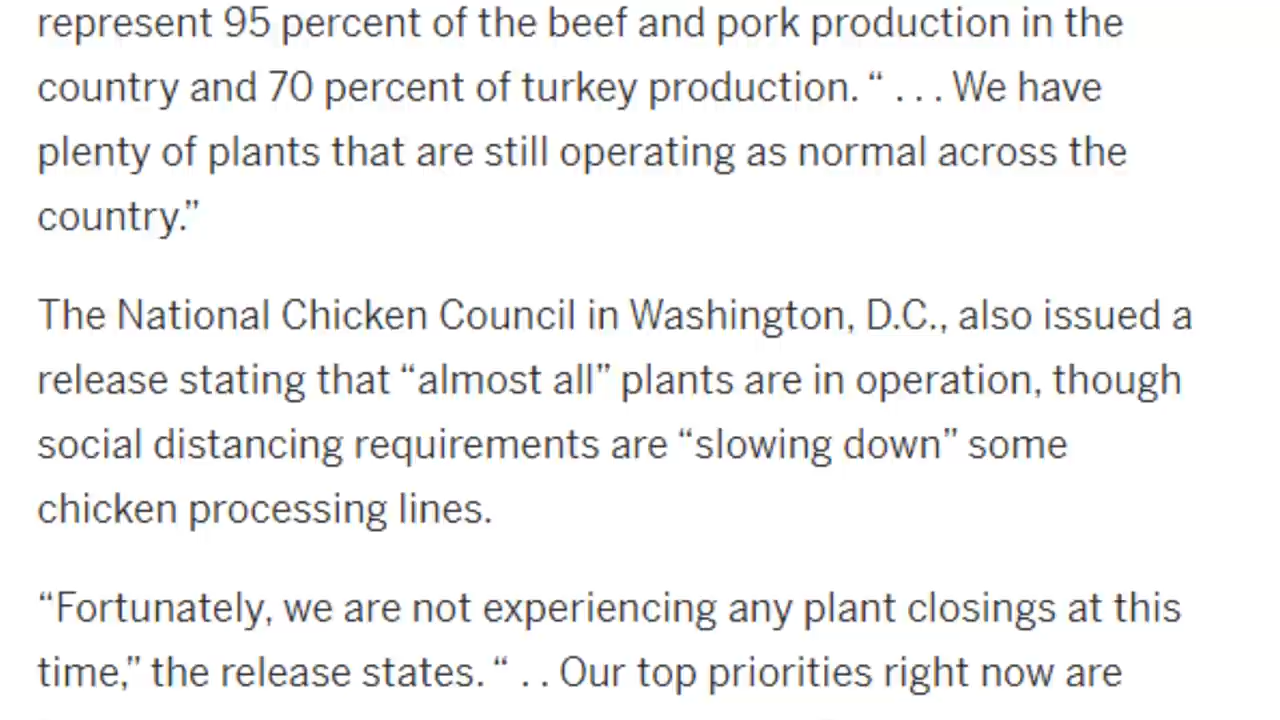 represent 95 percent of the beef and pork production in the
country and 70 percent of turkey production. “ . . . We have
plenty of plants that are still operating as normal across the
country.”
The National Chicken Council in Washington, D.C., also issued a
release stating that “almost all” plants are in operation, though
social distancing requirements are “slowing down” some
chicken processing lines.
“Fortunately, we are not experiencing any plant closings at this
time,” the release states. “ . . Our top priorities right now are